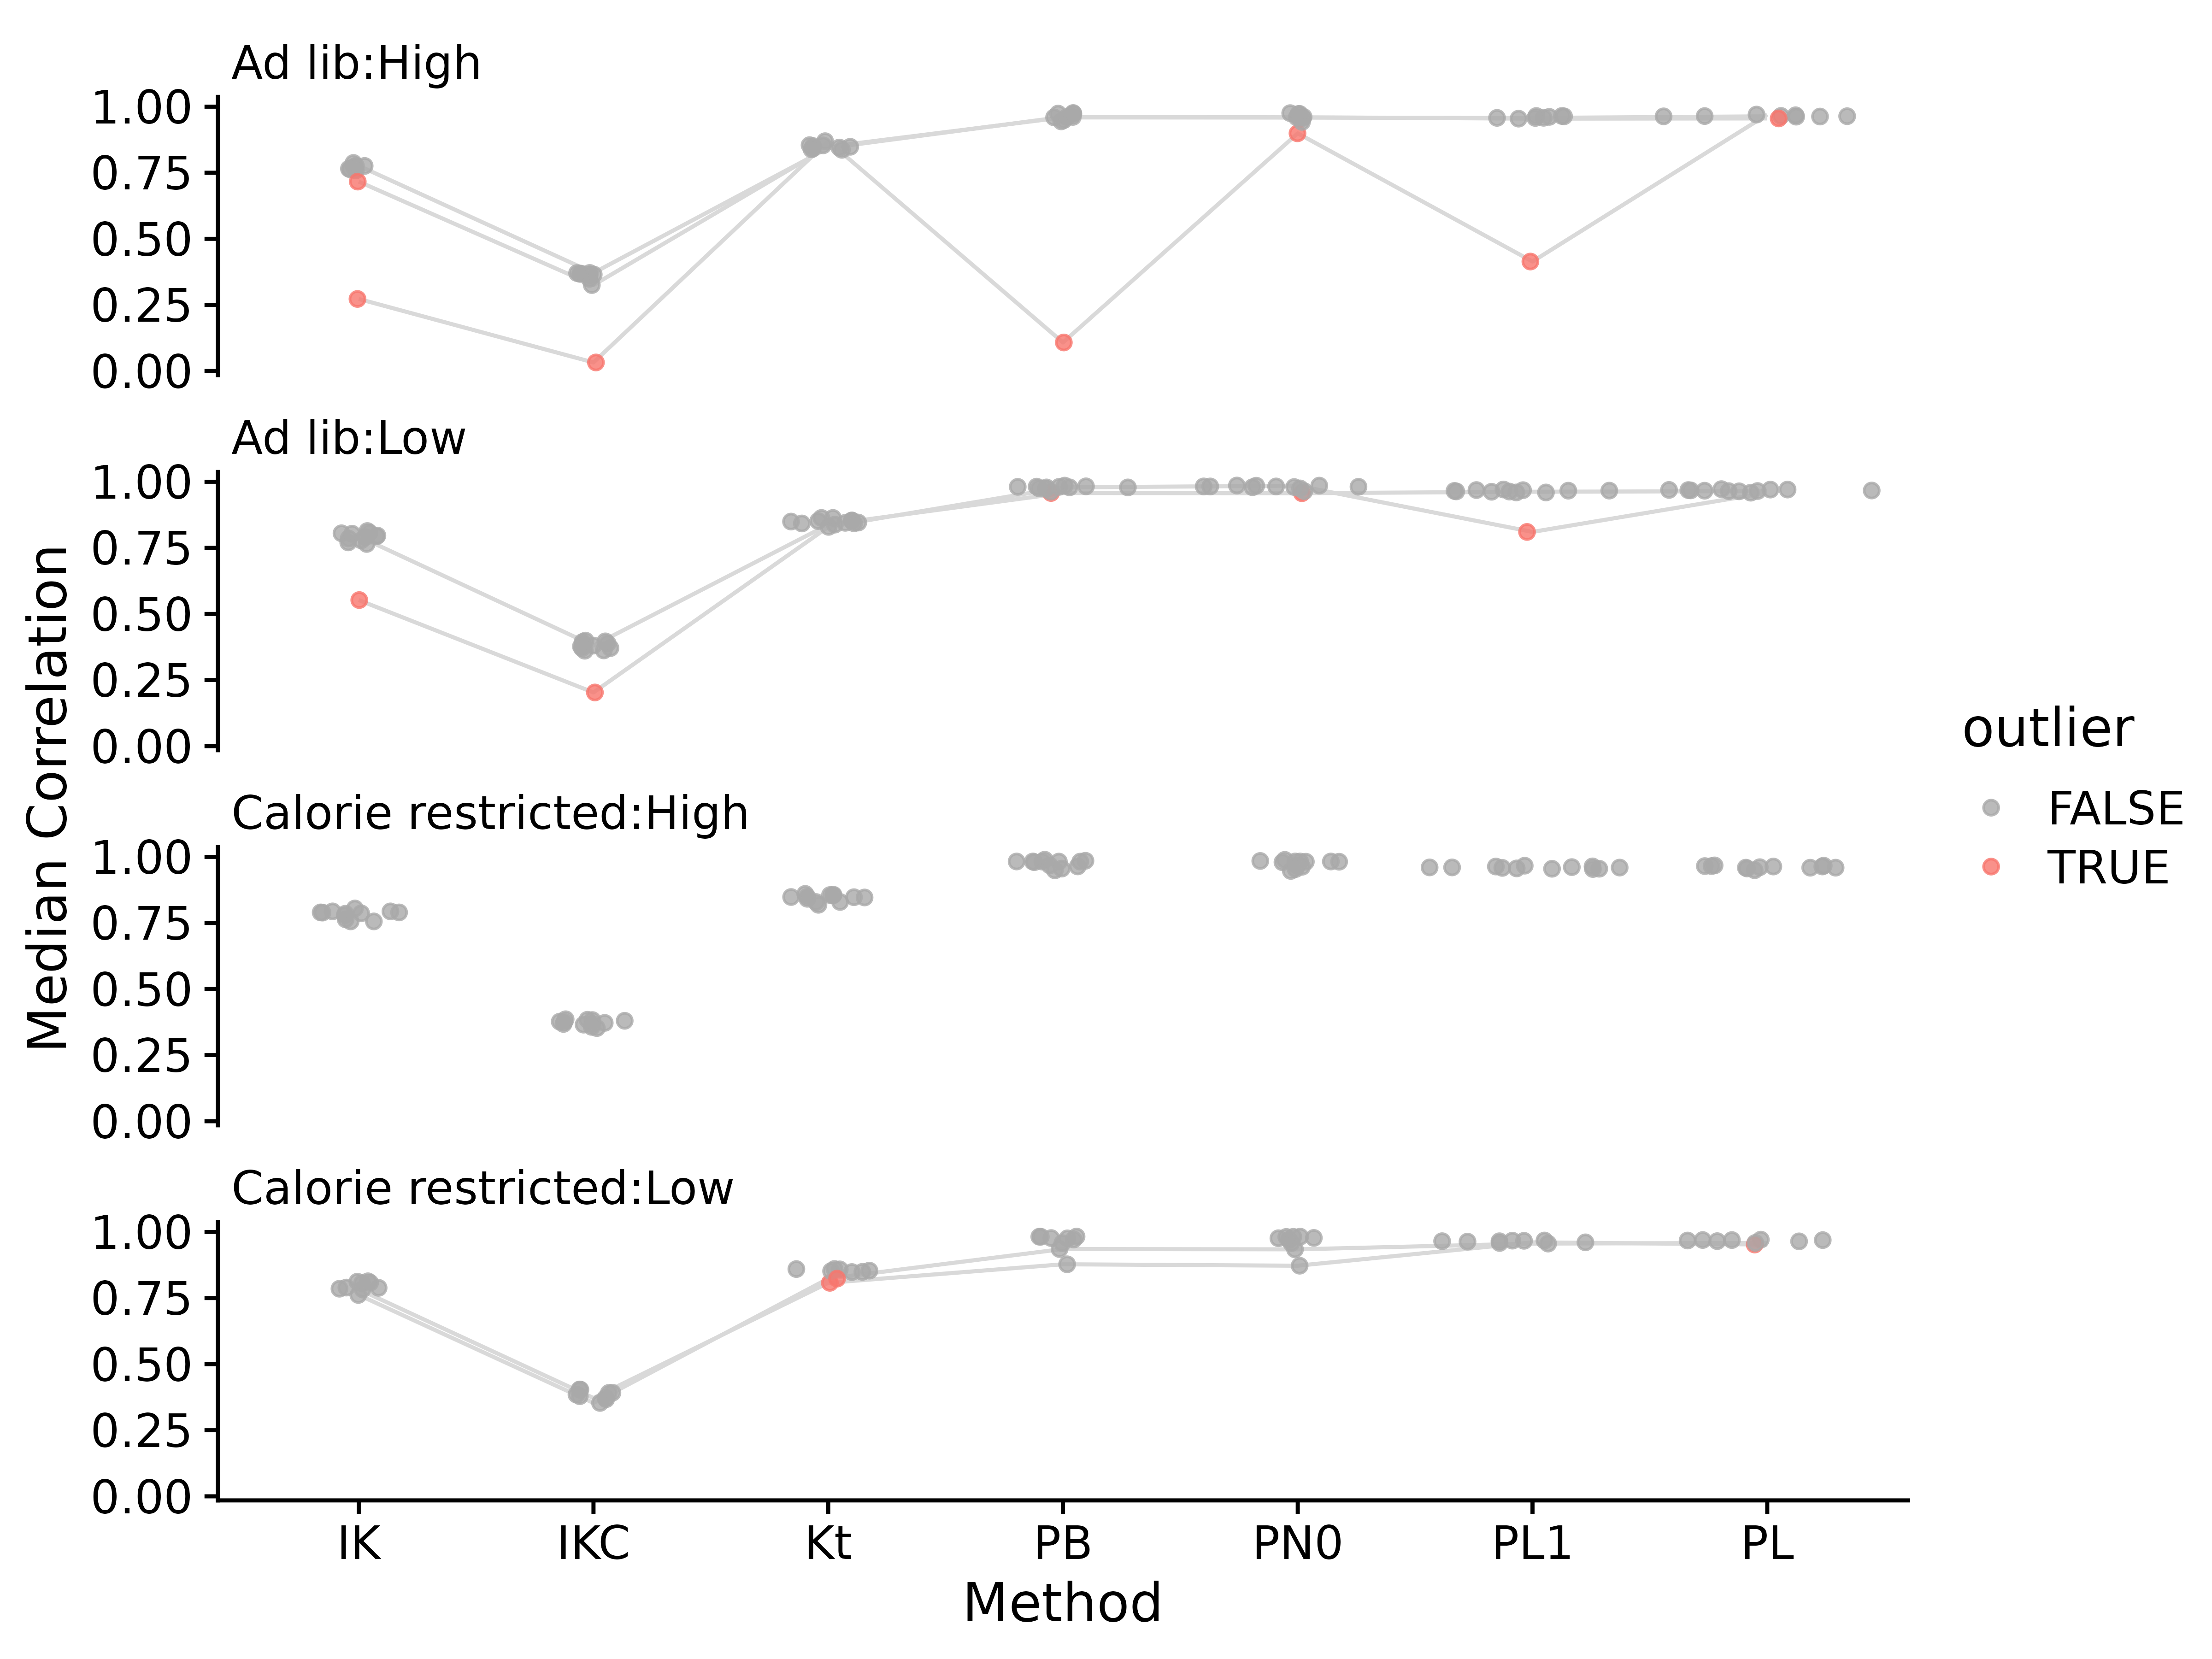 Ad lib:High
1.00
0.75
0.50
0.25
0.00
Ad lib:Low
1.00
0.75
0.50
0.25
0.00
Calorie restricted:High
1.00
0.75
0.50
0.25
0.00
Calorie restricted:Low
1.00
0.75
0.50
0.25
0.00
Median Correlation
IK
IKC
Kt
PB
PN0
PL1
PL
Method
outlier
FALSE
TRUE